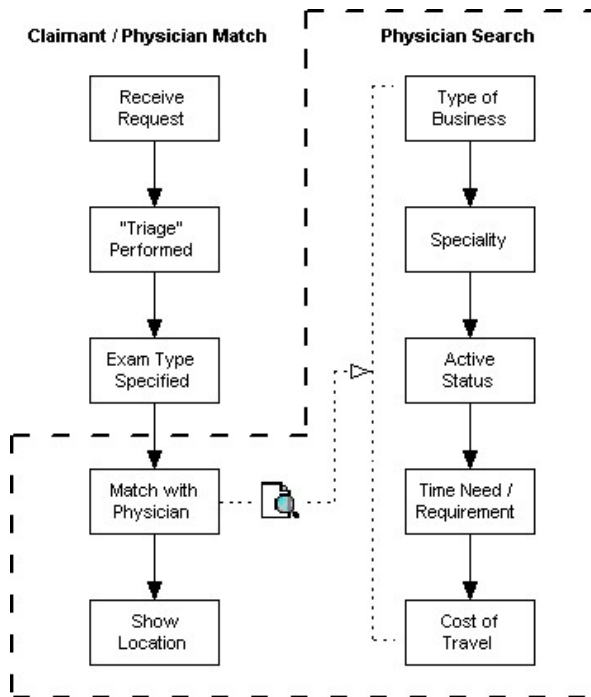 Claimant / Physician Match
Receive
Request
"Triage"
Performed
Exam Type
Specified
Match with
Physician
Show
Location
Physician Search
Type of
Business
Speciality
Active
Status
Time Need /
Requirement
Cost of
Travel